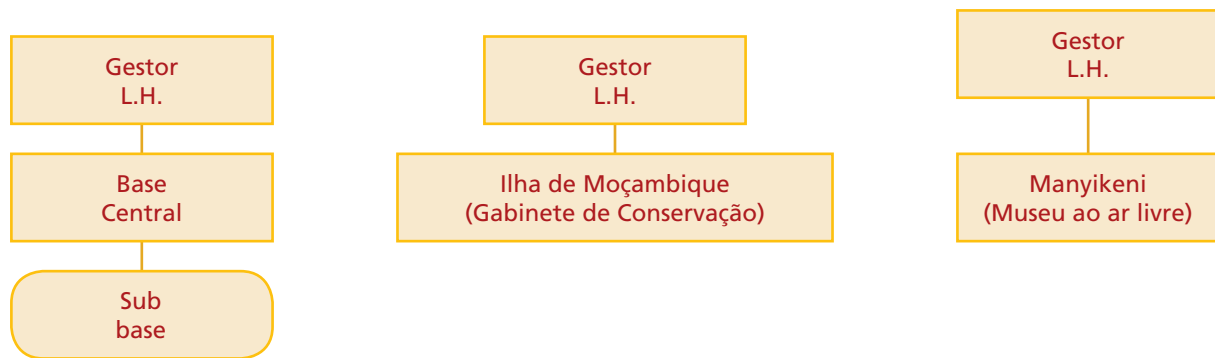 Gestor
L.H.
Base
Central
Sub
base
Gestor
L.H.
Ilha de Moçambique
(Gabinete de Conservação)
Gestor
L.H.
Manyikeni
(Museu ao ar livre)